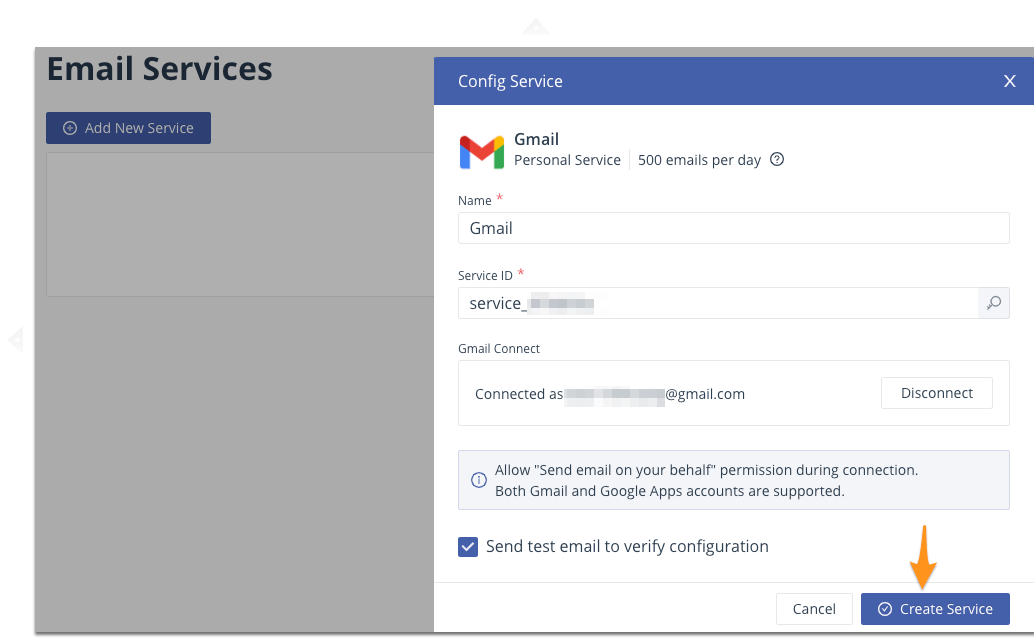 Email Services
Add New Service
Config Service
X
Gmail
Personal Service
500 emails per day
Name *
Gmail
Service ID *
service_
Gmail Connect
Connected as @gmail.com
Disconnect
Allow "Send email on your behalf" permission during connection.
Both Gmail and Google Apps accounts are supported.
Send test email to verify configuration
Cancel
Create Service